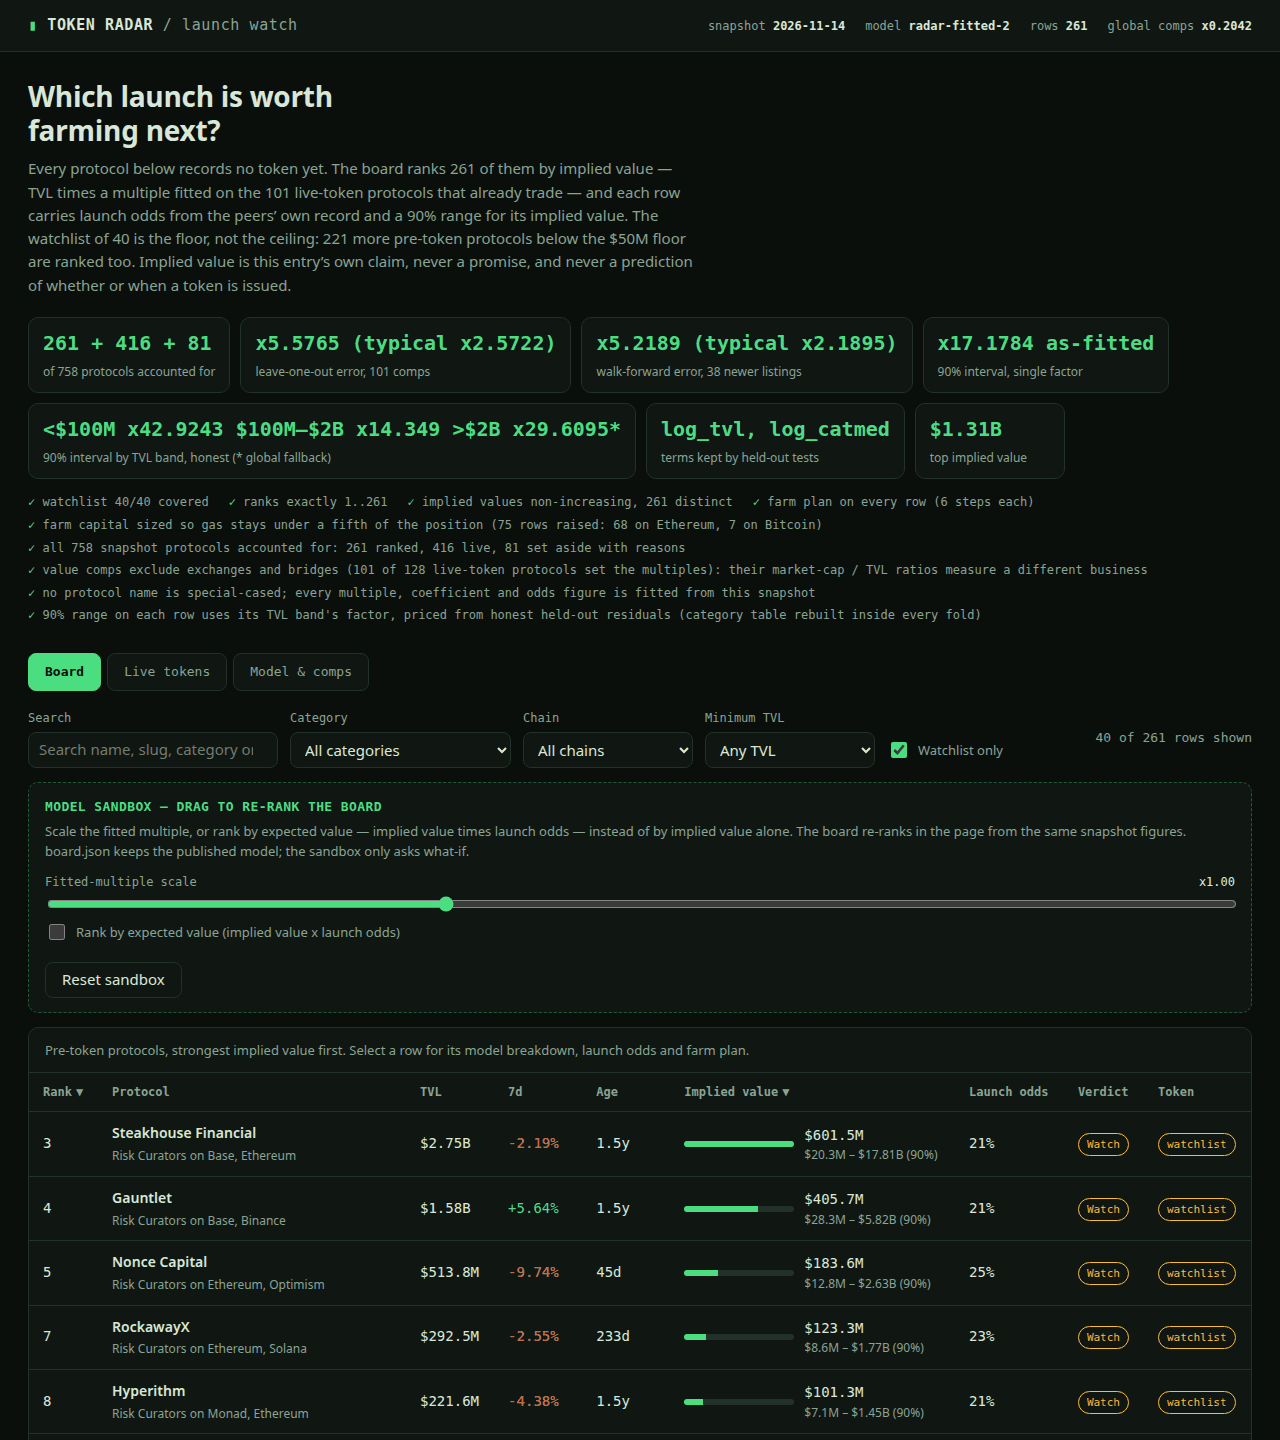 TOKEN RADAR / launch watch
snapshot 2026-11-14 model radar-fitted-2 rows 261 global comps x0.2042
Which launch is worth
farming next?
Every protocol below records no token yet. The board ranks 261 of them by implied value —
TVL times a multiple fitted on the 101 live-token protocols that already trade — and each row
carries launch odds from the peers’ own record and a 90% range for its implied value. The
watchlist of 40 is the floor, not the ceiling: 221 more pre-token protocols below the $50M floor
are ranked too. Implied value is this entry’s own claim, never a promise, and never a prediction
of whether or when a token is issued.
261 + 416 + 81
of 758 protocols accounted for
x5.5765 (typical x2.5722)
leave-one-out error, 101 comps
x5.2189 (typical x2.1895)
walk-forward error, 38 newer listings
x17.1784 as-fitted
90% interval, single factor
<$100M x42.9243 $100M–$2B x14.349 >$2B x29.6095*
90% interval by TVL band, honest (* global fallback)
log_tvl, log_catmed
terms kept by held-out tests
$1.31B
top implied value
✓ watchlist 40/40 covered ✓ ranks exactly 1..261 ✓ implied values non-increasing, 261 distinct ✓ farm plan on every row (6 steps each)
✓ farm capital sized so gas stays under a fifth of the position (75 rows raised: 68 on Ethereum, 7 on Bitcoin)
✓ all 758 snapshot protocols accounted for: 261 ranked, 416 live, 81 set aside with reasons
✓ value comps exclude exchanges and bridges (101 of 128 live-token protocols set the multiples): their market-cap / TVL ratios measure a different business
✓ no protocol name is special-cased; every multiple, coefficient and odds figure is fitted from this snapshot
✓ 90% range on each row uses its TVL band's factor, priced from honest held-out residuals (category table rebuilt inside every fold)
Board Live tokens Model & comps
Search Category Chain Minimum TVL
Search name, slug, category or All categories All chains Any TVL Watchlist only 40 of 261 rows shown
MODEL SANDBOX — DRAG TO RE-RANK THE BOARD
Scale the fitted multiple, or rank by expected value — implied value times launch odds — instead of by implied value alone. The board re-ranks in the page from the same snapshot figures.
board.json keeps the published model; the sandbox only asks what-if.
Fitted-multiple scale x1.00
Rank by expected value (implied value x launch odds)
Reset sandbox
Pre-token protocols, strongest implied value first. Select a row for its model breakdown, launch odds and farm plan.
Rank ▼ Protocol TVL 7d Age Implied value ▼ Launch odds Verdict Token
3 Steakhouse Financial $2.75B -2.19% 1.5y $601.5M 21% Watch watchlist
Risk Curators on Base, Ethereum $20.3M – $17.81B (90%)
4 Gauntlet $1.58B +5.64% 1.5y $405.7M 21% Watch watchlist
Risk Curators on Base, Binance $28.3M – $5.82B (90%)
5 Nonce Capital $513.8M -9.74% 45d $183.6M 25% Watch watchlist
Risk Curators on Ethereum, Optimism $12.8M – $2.63B (90%)
7 RockawayX $292.5M -2.55% 233d $123.3M 23% Watch watchlist
Risk Curators on Ethereum, Solana $8.6M – $1.77B (90%)
8 Hyperithm $221.6M -4.38% 1.5y $101.3M 21% Watch watchlist
Risk Curators on Monad, Ethereum $7.1M – $1.45B (90%)